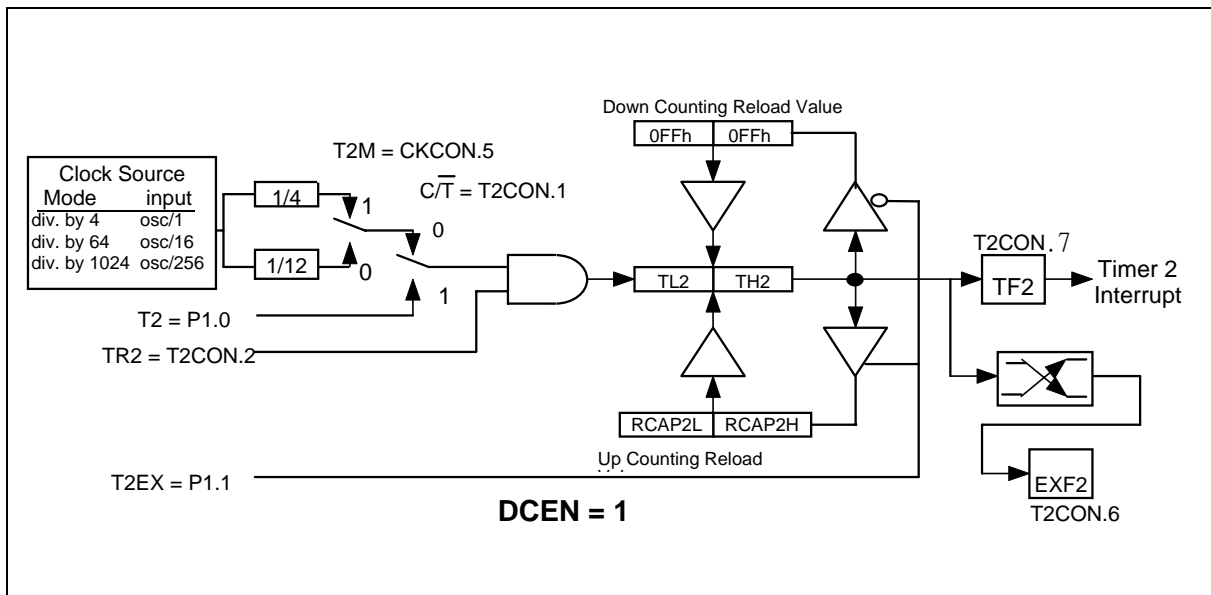 Down Counting Reload Value
0FFh 0FFh
T2M = CKCON.5
Clock Source
Mode input
div. by 4 osc/1
div. by 64 osc/16
div. by 1024 osc/256
C/T̅ = T2CON.1
1/4
1
0
1/12
0
1
TL2 TH2
T2CON.7
TF2
Timer 2
Interrupt
T2 = P1.0
TR2 = T2CON.2
RCAP2L RCAP2H
Up Counting Reload
T2EX = P1.1
EXF2
T2CON.6
DCEN = 1